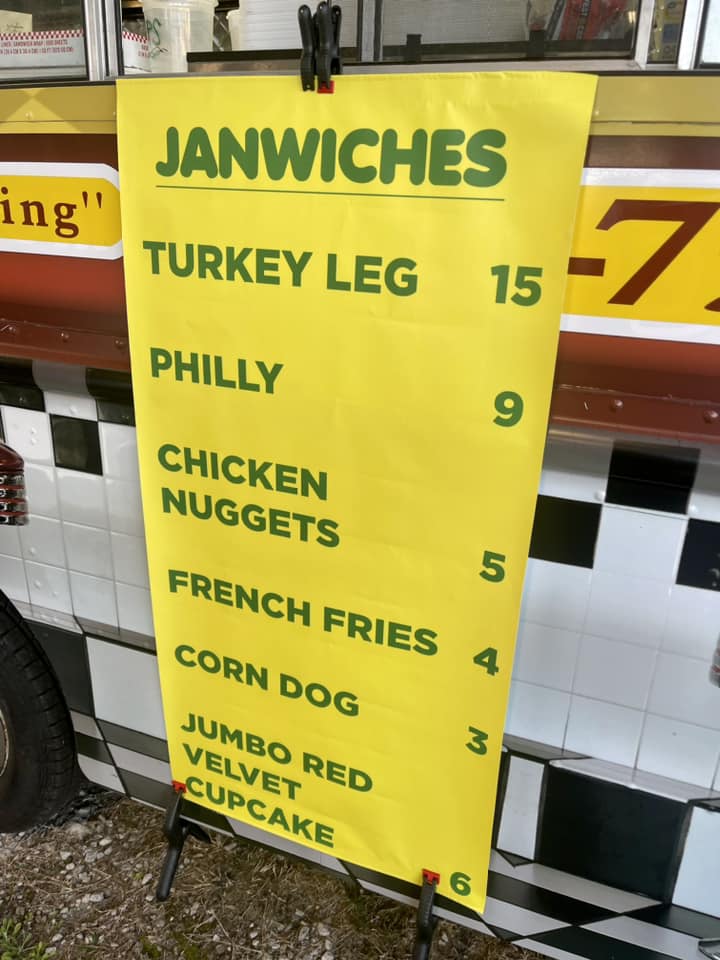 JANWICHES
TURKEY LEG 15
PHILLY 9
CHICKEN
NUGGETS 5
FRENCH FRIES 4
CORN DOG 3
JUMBO RED
VELVET
CUPCAKE 6
ing"
-7